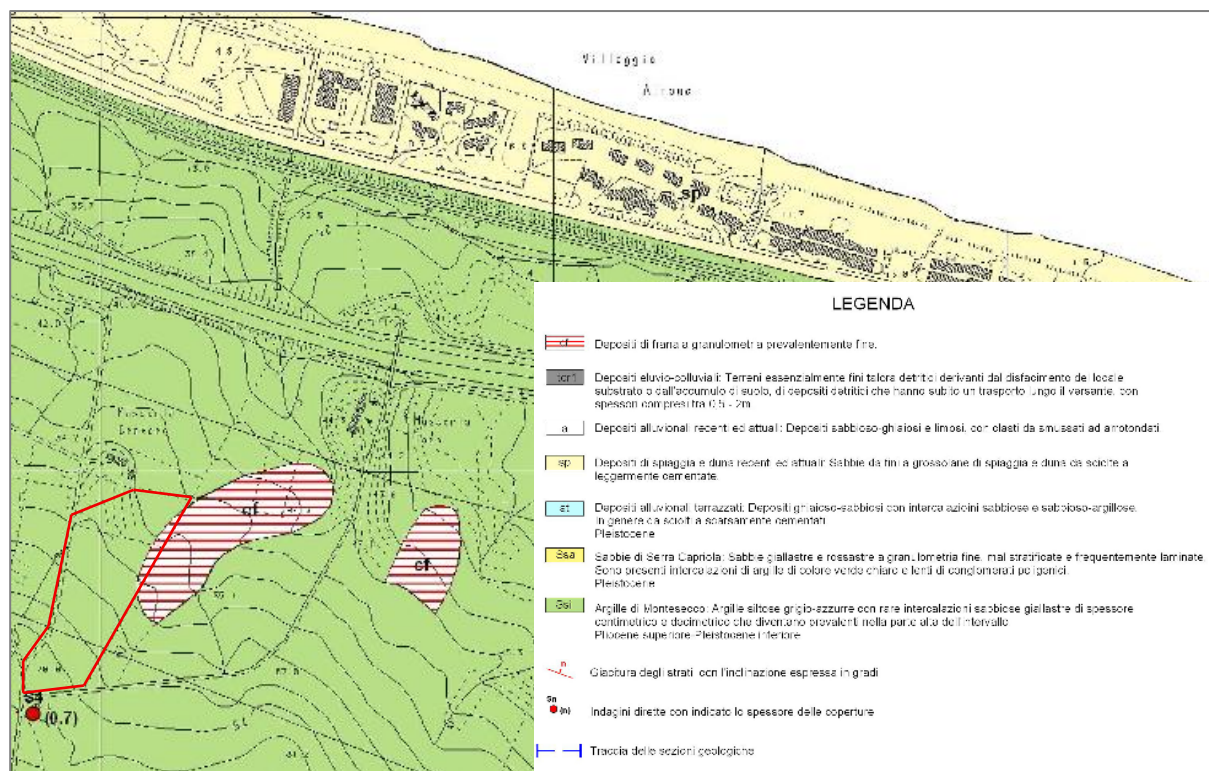 Villaggio
Airone
sp
cf
cf
S4
(0.7)
LEGENDA
cf Depositi di frana a granulometria prevalentemente fine.
tcr1 Depositi eluvio-colluviali: Terreni essenzialmente fini talora detritici derivanti dal disfacimento del locale
substrato o dall'accumulo di suolo, di depositi detritici che hanno subito un trasporto lungo il versante, con
spessori compresi tra 0.5 - 2m
a Depositi alluvionali recenti ed attuali: Depositi sabbioso-ghiaiosi e limosi, con clasti da smussati ad arrotondati.
sp Depositi di spiaggia e duna recenti ed attuali: Sabbie da fini a grossolane di spiaggia e duna da sciolte a
leggermente cementate.
at Depositi alluvionali terrazzati: Depositi ghiaioso-sabbiosi con intercalazioini sabbiose e sabbioso-argillose.
In genere da sciolti a scarsamente cementati
Pleistocene
Ssa Sabbie di Serra Capriola: Sabbie giallastre e rossastre a granulometria fine, mal stratificate e frequentemente laminate
Sono presenti intercalazioni di argille di colore verde chiaro e lenti di conglomerati poligenici.
Pleistocene
Argille di Montesecco: Argille siltose grigio-azzurre con rare intercalazioni sabbiose giallastre di spessore
centimetrico e decimetrico che diventano prevalenti nella parte alta dell'intervallo
Pliocene superiore-Pleistocene inferiore
n Giacitura degli strati con l'inclinazione espressa in gradi
Sn (n) Indagini dirette con indicato lo spessore delle coperture
Traccia delle sezioni geologiche